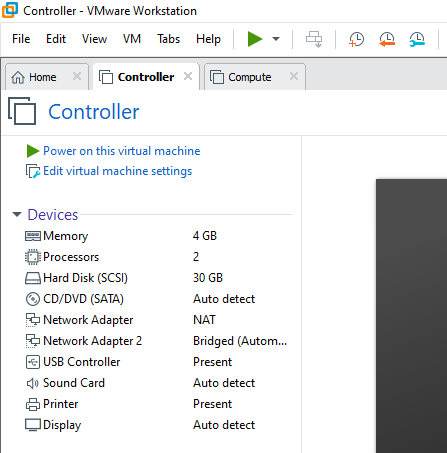 Controller - VMware Workstation
File Edit View VM Tabs Help
Home Controller Compute
Controller
Power on this virtual machine
Edit virtual machine settings
Devices
Memory 4 GB
Processors 2
Hard Disk (SCSI) 30 GB
CD/DVD (SATA) Auto detect
Network Adapter NAT
Network Adapter 2 Bridged (Autom...
USB Controller Present
Sound Card Auto detect
Printer Present
Display Auto detect